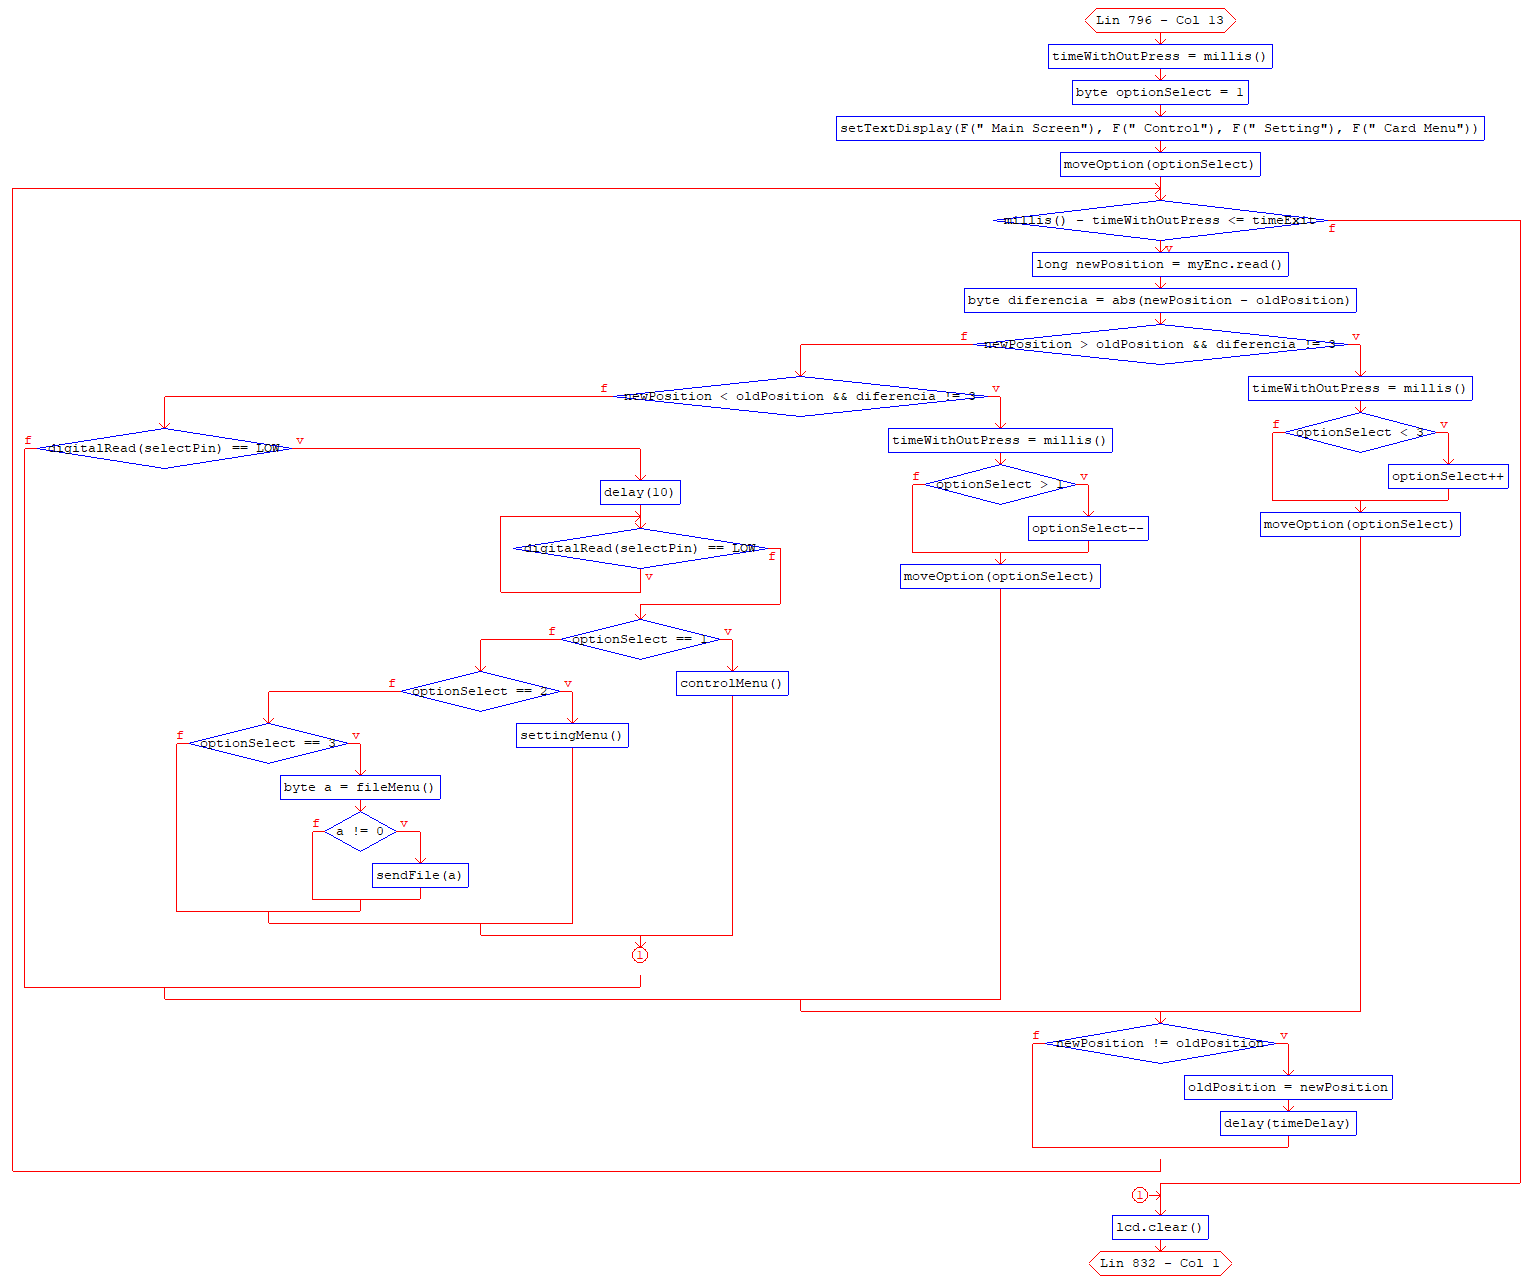 Lin 796 - Col 13
timeWithOutPress = millis()
byte optionSelect = 1
setTextDisplay(F(" Main Screen"), F(" Control"), F(" Setting"), F(" Card Menu"))
moveOption(optionSelect)
millis() - timeWithOutPress <= timeExit
f
v
long newPosition = myEnc.read()
byte diferencia = abs(newPosition - oldPosition)
f
newPosition > oldPosition && diferencia != 3
v
f
newPosition < oldPosition && diferencia != 3
v
timeWithOutPress = millis()
f
optionSelect < 3
v
optionSelect++
moveOption(optionSelect)
timeWithOutPress = millis()
f
optionSelect > 1
v
optionSelect--
moveOption(optionSelect)
f
digitalRead(selectPin) == LOW
v
delay(10)
digitalRead(selectPin) == LOW
f
v
f
optionSelect == 1
v
controlMenu()
f
optionSelect == 2
v
settingMenu()
f
optionSelect == 3
v
byte a = fileMenu()
f
a != 0
v
sendFile(a)
1
f
newPosition != oldPosition
v
oldPosition = newPosition
delay(timeDelay)
1
lcd.clear()
Lin 832 - Col 1